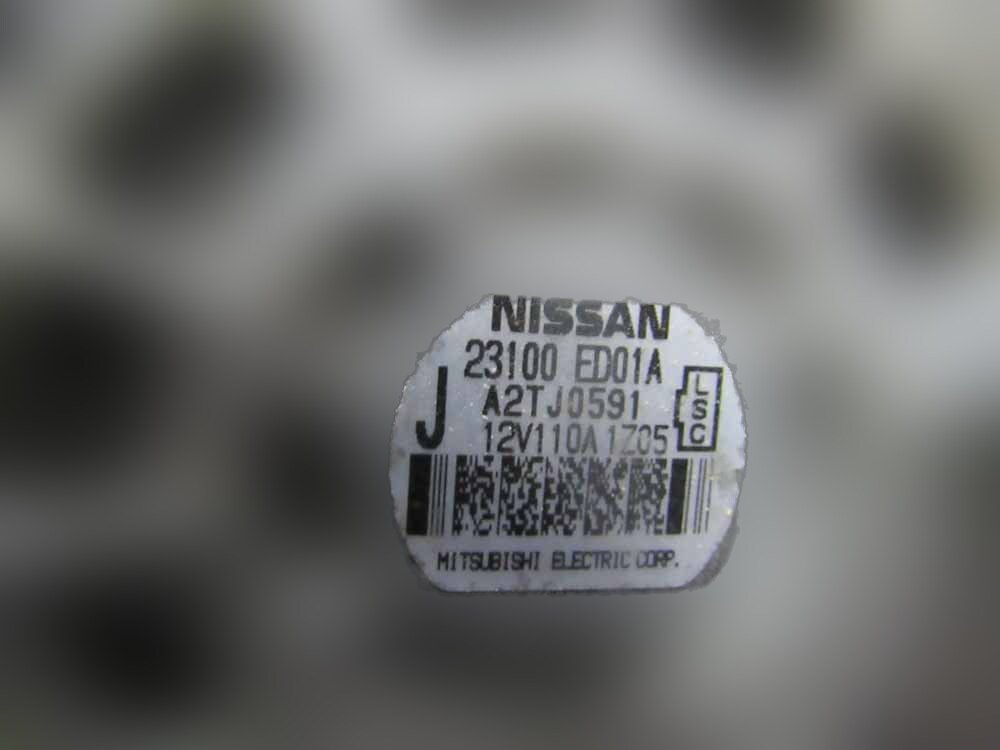 NISSAN
23100 ED01A
J
A2TJ0591
LSC
12V110A 1Z05
MITSUBISHI ELECTRIC CORP.